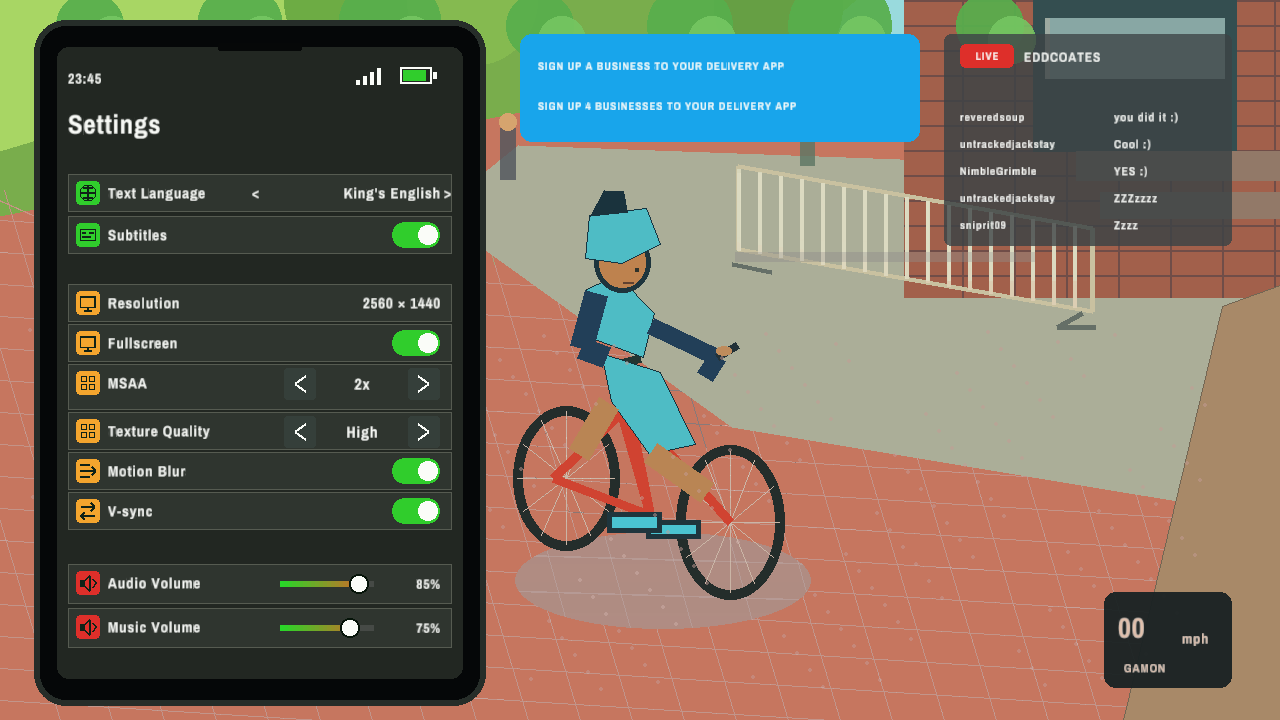 23:45
Settings
Text Language < King's English >
Subtitles
Resolution 2560 × 1440
Fullscreen
MSAA < 2x >
Texture Quality < High >
Motion Blur
V-sync
Audio Volume 85%
Music Volume 75%
SIGN UP A BUSINESS TO YOUR DELIVERY APP
SIGN UP 4 BUSINESSES TO YOUR DELIVERY APP
LIVE EDDCOATES
reveredsoup you did it :)
untrackedjackstay Cool :)
NimbleGrimble YES :)
untrackedjackstay ZZZzzzz
sniprit09 Zzzz
00 mph
GAMON